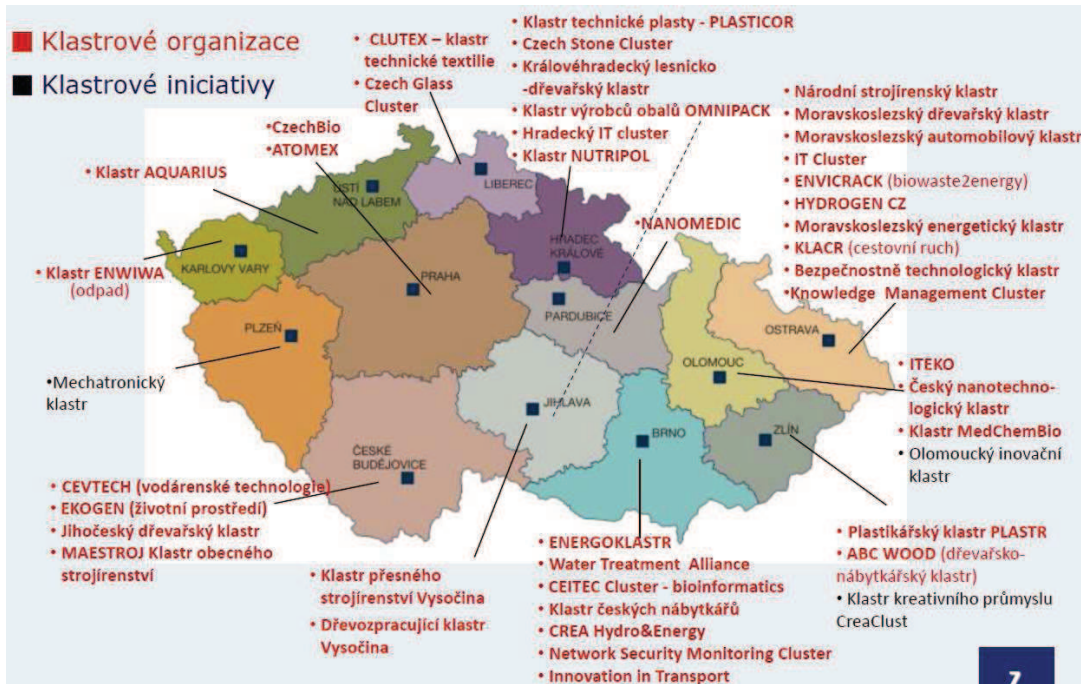 Klastrové organizace
Klastrové iniciativy
• CLUTEX – klastr
technické textilie
• Czech Glass
Cluster
• Klastr technické plasty - PLASTICOR
• Czech Stone Cluster
• Královéhradecký lesnicko
-dřevařský klastr
• Klastr výrobců obalů OMNIPACK
• Hradecký IT cluster
• Klastr NUTRIPOL
• Národní strojírenský klastr
• Moravskoslezský dřevařský klastr
• Moravskoslezský automobilový klastr
• IT Cluster
• ENVICRACK (biowaste2energy)
• HYDROGEN CZ
• Moravskoslezský energetický klastr
• KLACR (cestovní ruch)
• Bezpečnostně technologický klastr
•Knowledge Management Cluster
•CzechBio
•ATOMEX
• Klastr AQUARIUS
•NANOMEDIC
• Klastr ENWIWA
(odpad)
•Mechatronický
klastr
ÚSTÍ
NAD LABEM
LIBEREC
KARLOVY VARY
PRAHA
HRADEC
KRÁLOVÉ
PARDUBICE
PLZEŇ
OSTRAVA
OLOMOUC
JIHLAVA
BRNO
ZLÍN
ČESKÉ
BUDĚJOVICE
• ITEKO
• Český nanotechno-
logický klastr
• Klastr MedChemBio
• Olomoucký inovační
klastr
• CEVTECH (vodárenské technologie)
• EKOGEN (životní prostředí)
• Jihočeský dřevařský klastr
• MAESTROJ Klastr obecného
strojírenství
• Klastr přesného
strojírenství Vysočina
• Dřevozpracující klastr
Vysočina
• ENERGOKLASTR
• Water Treatment Alliance
• CEITEC Cluster - bioinformatics
• Klastr českých nábytkářů
• CREA Hydro&Energy
• Network Security Monitoring Cluster
• Innovation in Transport
• Plastikářský klastr PLASTR
• ABC WOOD (dřevařsko-
nábytkářský klastr)
• Klastr kreativního průmyslu
CreaClust
7